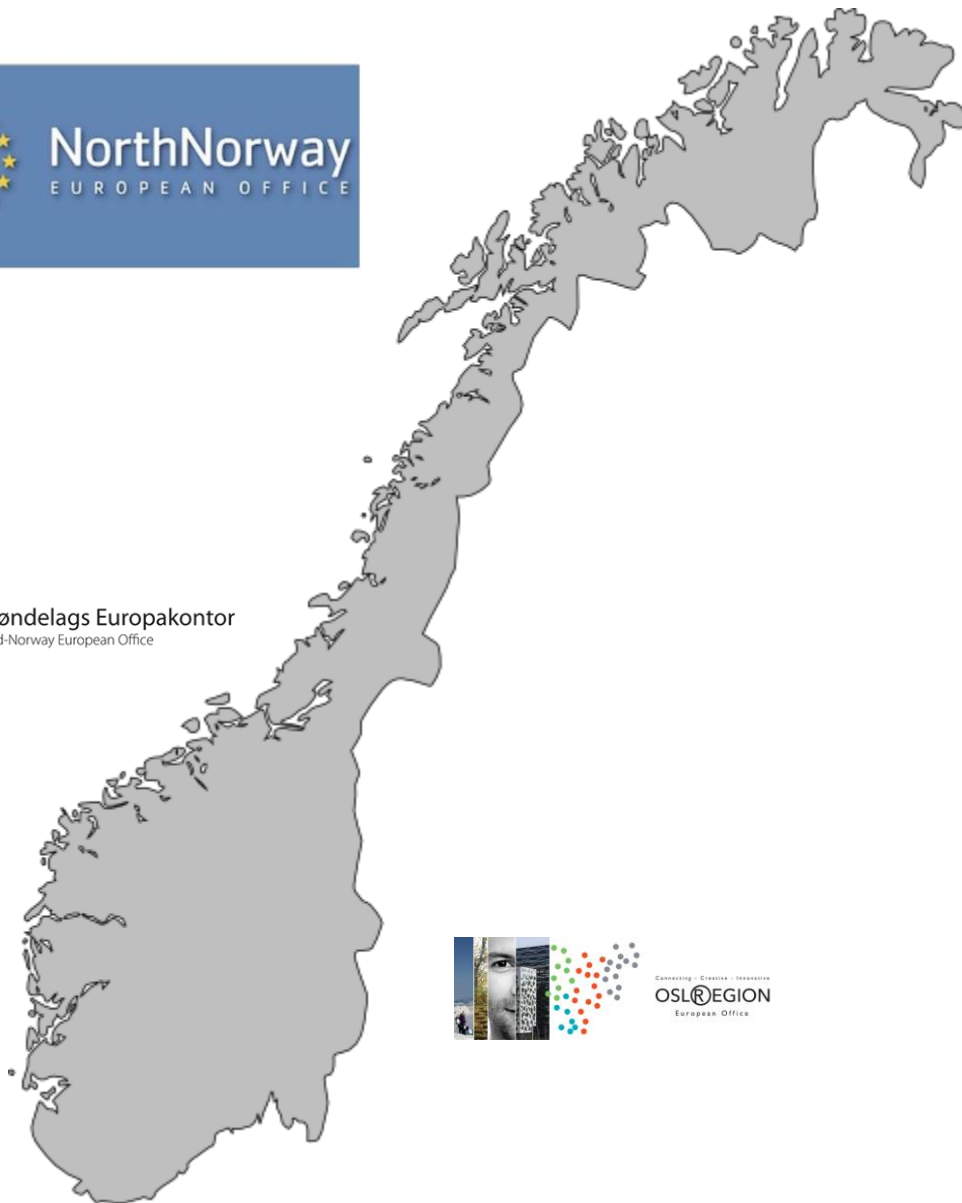 NorthNorway
EUROPEAN OFFICE
øndelags Europakontor
d-Norway European Office
Connecting - Creative - Innovative
OSLREGION
European Office